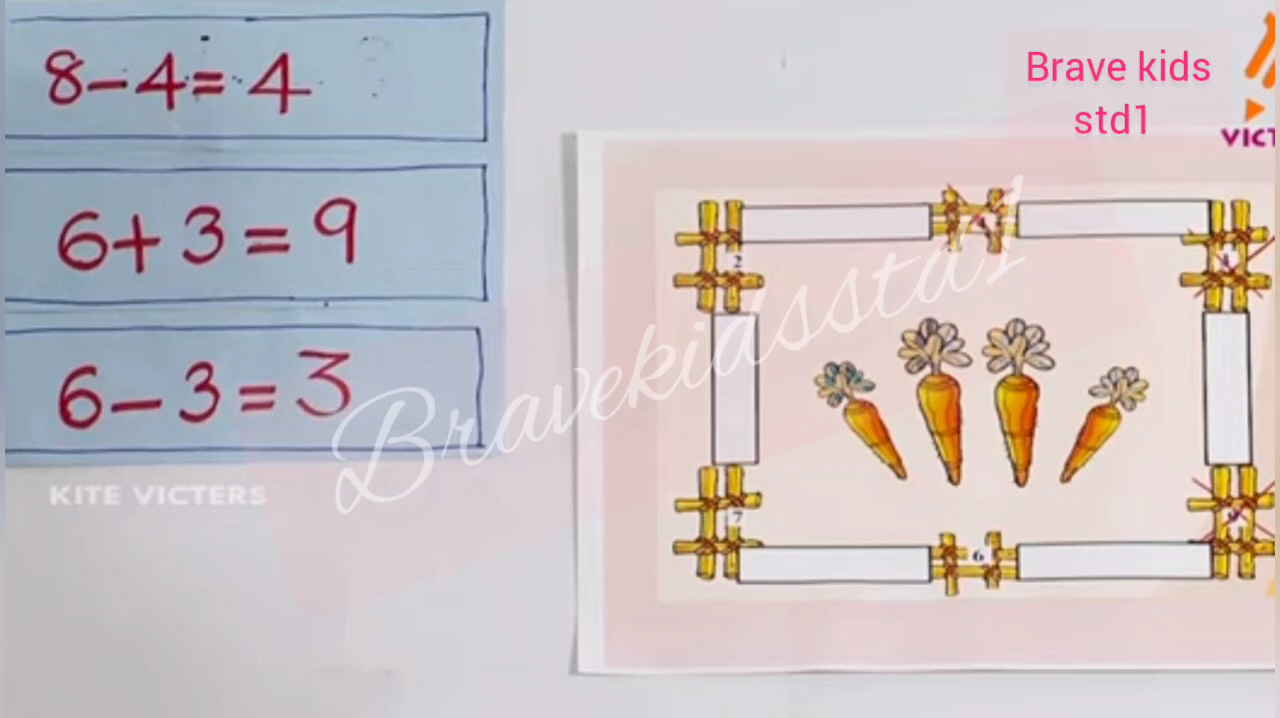 8-4=4
6+3=9
6-3=3
KITE VICTERS
Bravekidsstd1
Brave kids
std1
VICT
2
7
6